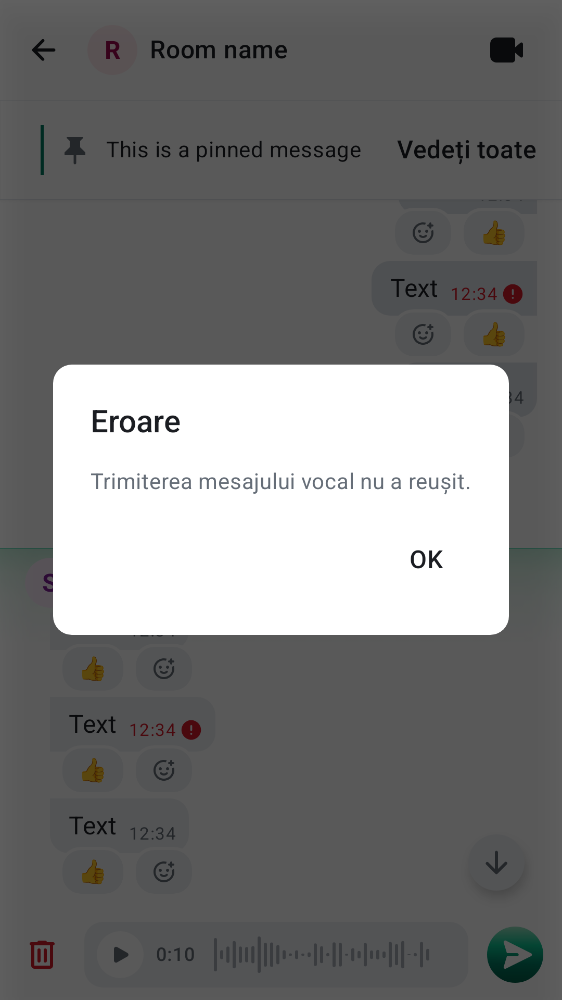 R
Room name
This is a pinned message
Vedeți toate
Text 12:34
Eroare
Trimiterea mesajului vocal nu a reușit.
OK
S
Text 12:34
Text 12:34
0:10